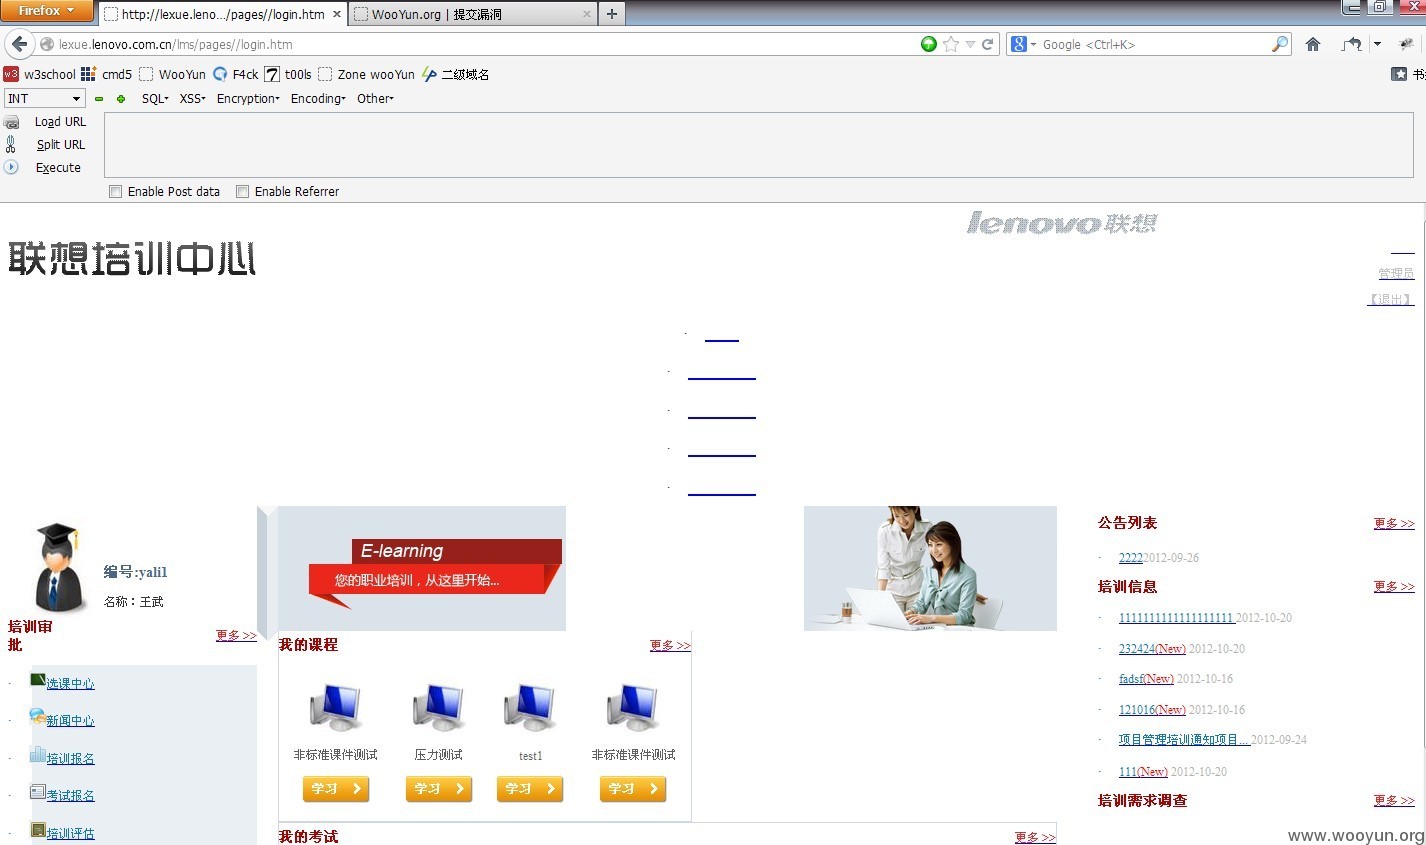 Firefox
http://lexue.leno.../pages//login.htm
WooYun.org | 提交漏洞
lexue.lenovo.com.cn/lms/pages//login.htm
Google <Ctrl+K>
w3school
cmd5
WooYun
F4ck
t00ls
Zone wooYun
二级域名
书
INT
SQL
XSS
Encryption
Encoding
Other
Load URL
Split URL
Execute
Enable Post data
Enable Referrer
lenovo联想
联想培训中心
管理员
【退出】
编号:yali1
名称：王武
培训审批
更多 >>
选课中心
新闻中心
培训报名
考试报名
培训评估
E-learning
您的职业培训，从这里开始...
我的课程
更多 >>
非标准课件测试
压力测试
test1
非标准课件测试
学习
学习
学习
学习
我的考试
更多 >>
公告列表
更多 >>
22222012-09-26
培训信息
更多 >>
1111111111111111111 2012-10-20
232424(New) 2012-10-20
fadsf(New) 2012-10-16
121016(New) 2012-10-16
项目管理培训通知项目... 2012-09-24
111(New) 2012-10-20
培训需求调查
更多 >>
www.wooyun.org